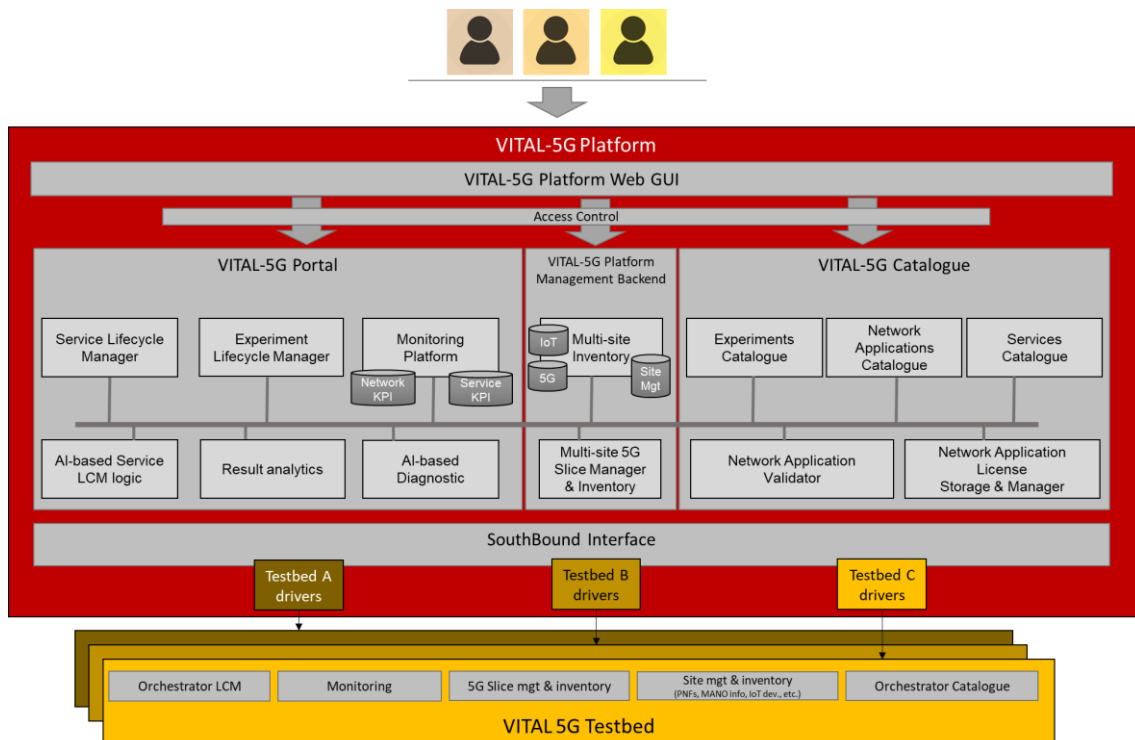 VITAL-5G Platform
VITAL-5G Platform Web GUI
Access Control
VITAL-5G Portal
VITAL-5G Platform
Management Backend
VITAL-5G Catalogue
Service Lifecycle
Manager
Experiment
Lifecycle Manager
Monitoring
Platform
Network
KPI
Service
KPI
IoT
5G
Multi-site
Inventory
Site
Mgt
Experiments
Catalogue
Network
Applications
Catalogue
Services
Catalogue
AI-based Service
LCM logic
Result analytics
AI-based
Diagnostic
Multi-site 5G
Slice Manager
& Inventory
Network Application
Validator
Network Application
License
Storage & Manager
SouthBound Interface
Testbed A
drivers
Testbed B
drivers
Testbed C
drivers
Orchestrator LCM
Monitoring
5G Slice mgt & inventory
Site mgt & inventory
(PNFs, MANO info, IoT dev., etc.)
Orchestrator Catalogue
VITAL 5G Testbed